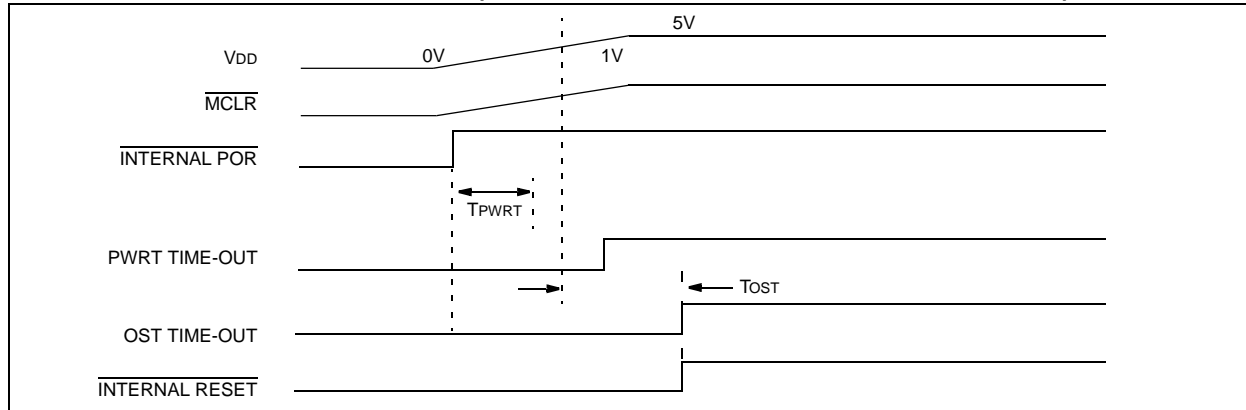 5V
VDD 0V 1V
MCLR
INTERNAL POR
TPWRT
PWRT TIME-OUT
TOST
OST TIME-OUT
INTERNAL RESET